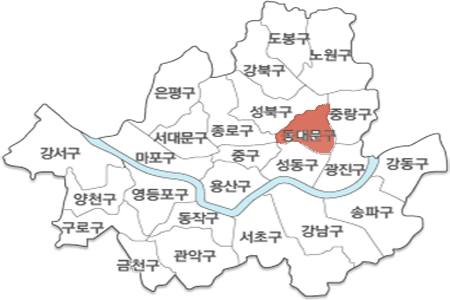 도봉구
노원구
강북구
은평구
성북구
중랑구
서대문구
종로구
동대문구
강서구
마포구
중구
성동구
광진구
강동구
양천구
영등포구
용산구
송파구
구로구
동작구
서초구
강남구
금천구
관악구